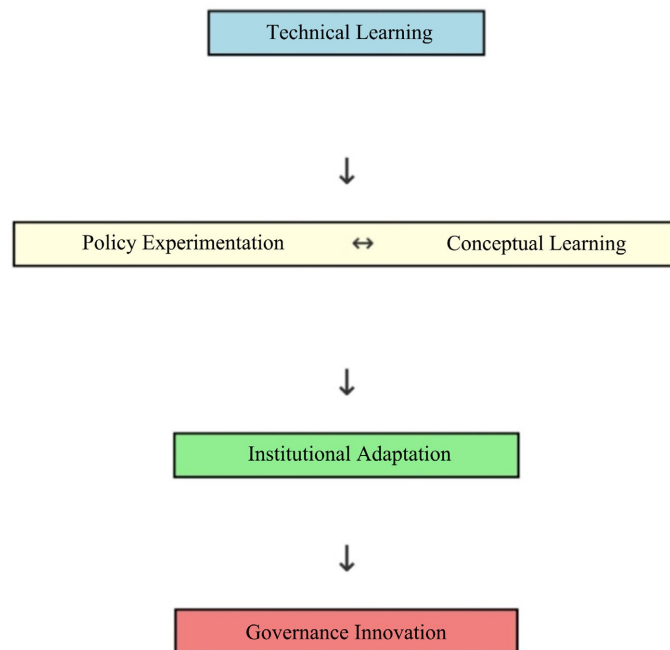 Technical Learning
↓
Policy Experimentation ↔ Conceptual Learning
↓
Institutional Adaptation
↓
Governance Innovation